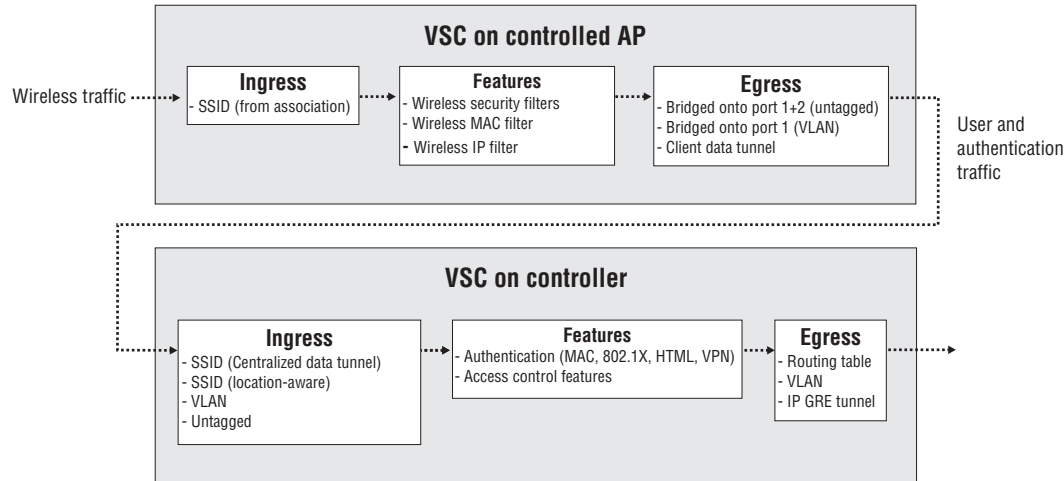 VSC on controlled AP
Wireless traffic
Ingress
- SSID (from association)
Features
- Wireless security filters
- Wireless MAC filter
- Wireless IP filter
Egress
- Bridged onto port 1+2 (untagged)
- Bridged onto port 1 (VLAN)
- Client data tunnel
User and
authentication
traffic
VSC on controller
Ingress
- SSID (Centralized data tunnel)
- SSID (location-aware)
- VLAN
- Untagged
Features
- Authentication (MAC, 802.1X, HTML, VPN)
- Access control features
Egress
- Routing table
- VLAN
- IP GRE tunnel